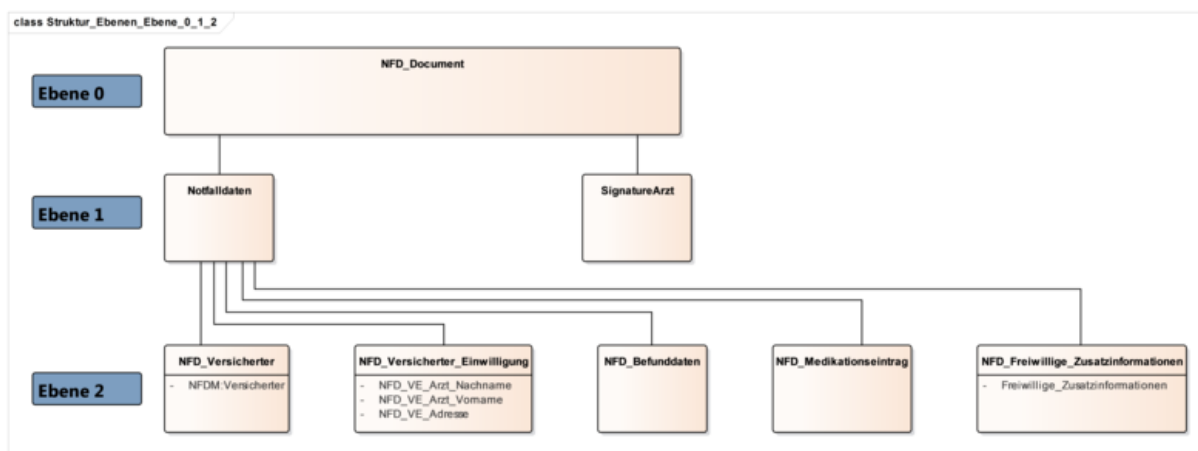 class Struktur_Ebenen_Ebene_0_1_2
NFD_Document
Ebene 0
Notfalldaten
SignatureArzt
Ebene 1
NFD_Versicherter
- NFDM:Versicherter
NFD_Versicherter_Einwilligung
- NFD_VE_Arzt_Nachname
- NFD_VE_Arzt_Vorname
- NFD_VE_Adresse
NFD_Befunddaten
NFD_Medikationseintrag
NFD_Freiwillige_Zusatzinformationen
- Freiwillige_Zusatzinformationen
Ebene 2